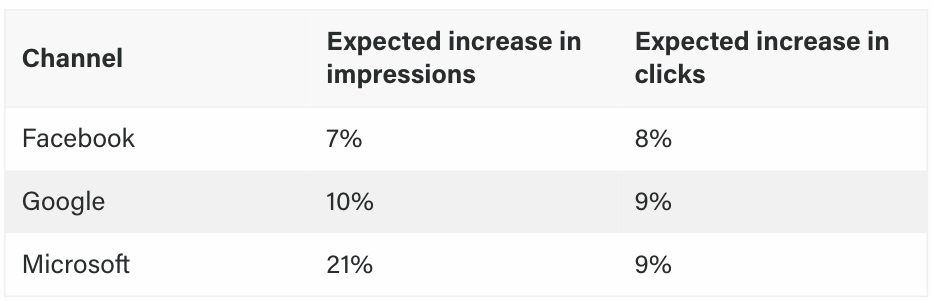 Channel
Expected increase in
impressions
Expected increase in
clicks
Facebook 7% 8%
Google 10% 9%
Microsoft 21% 9%